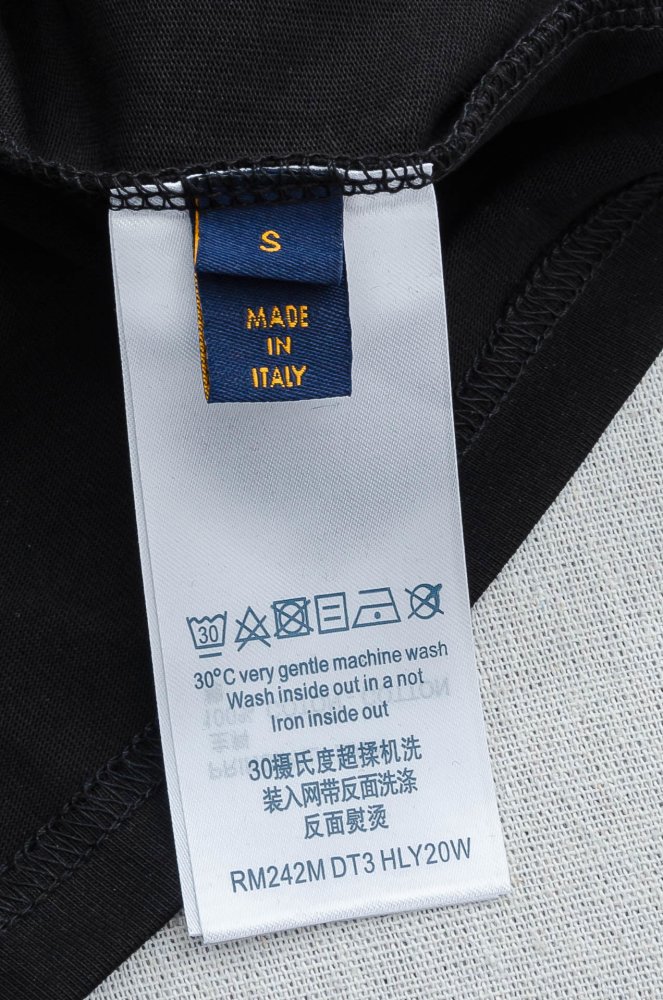 S
MADE
IN
ITALY
30
30°C very gentle machine wash
Wash inside out in a not
Iron inside out
30摄氏度超揉机洗
装入网带反面洗涤
反面熨烫
RM242M DT3 HLY20W